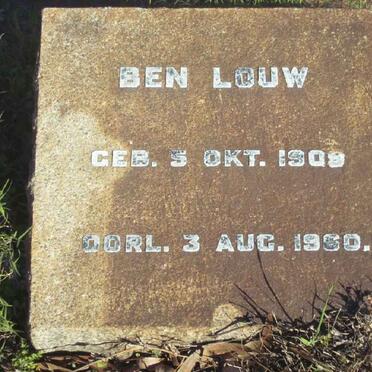 BEN LOUW
GEB. 5 OKT. 1909
OORL. 3 AUG. 1960.